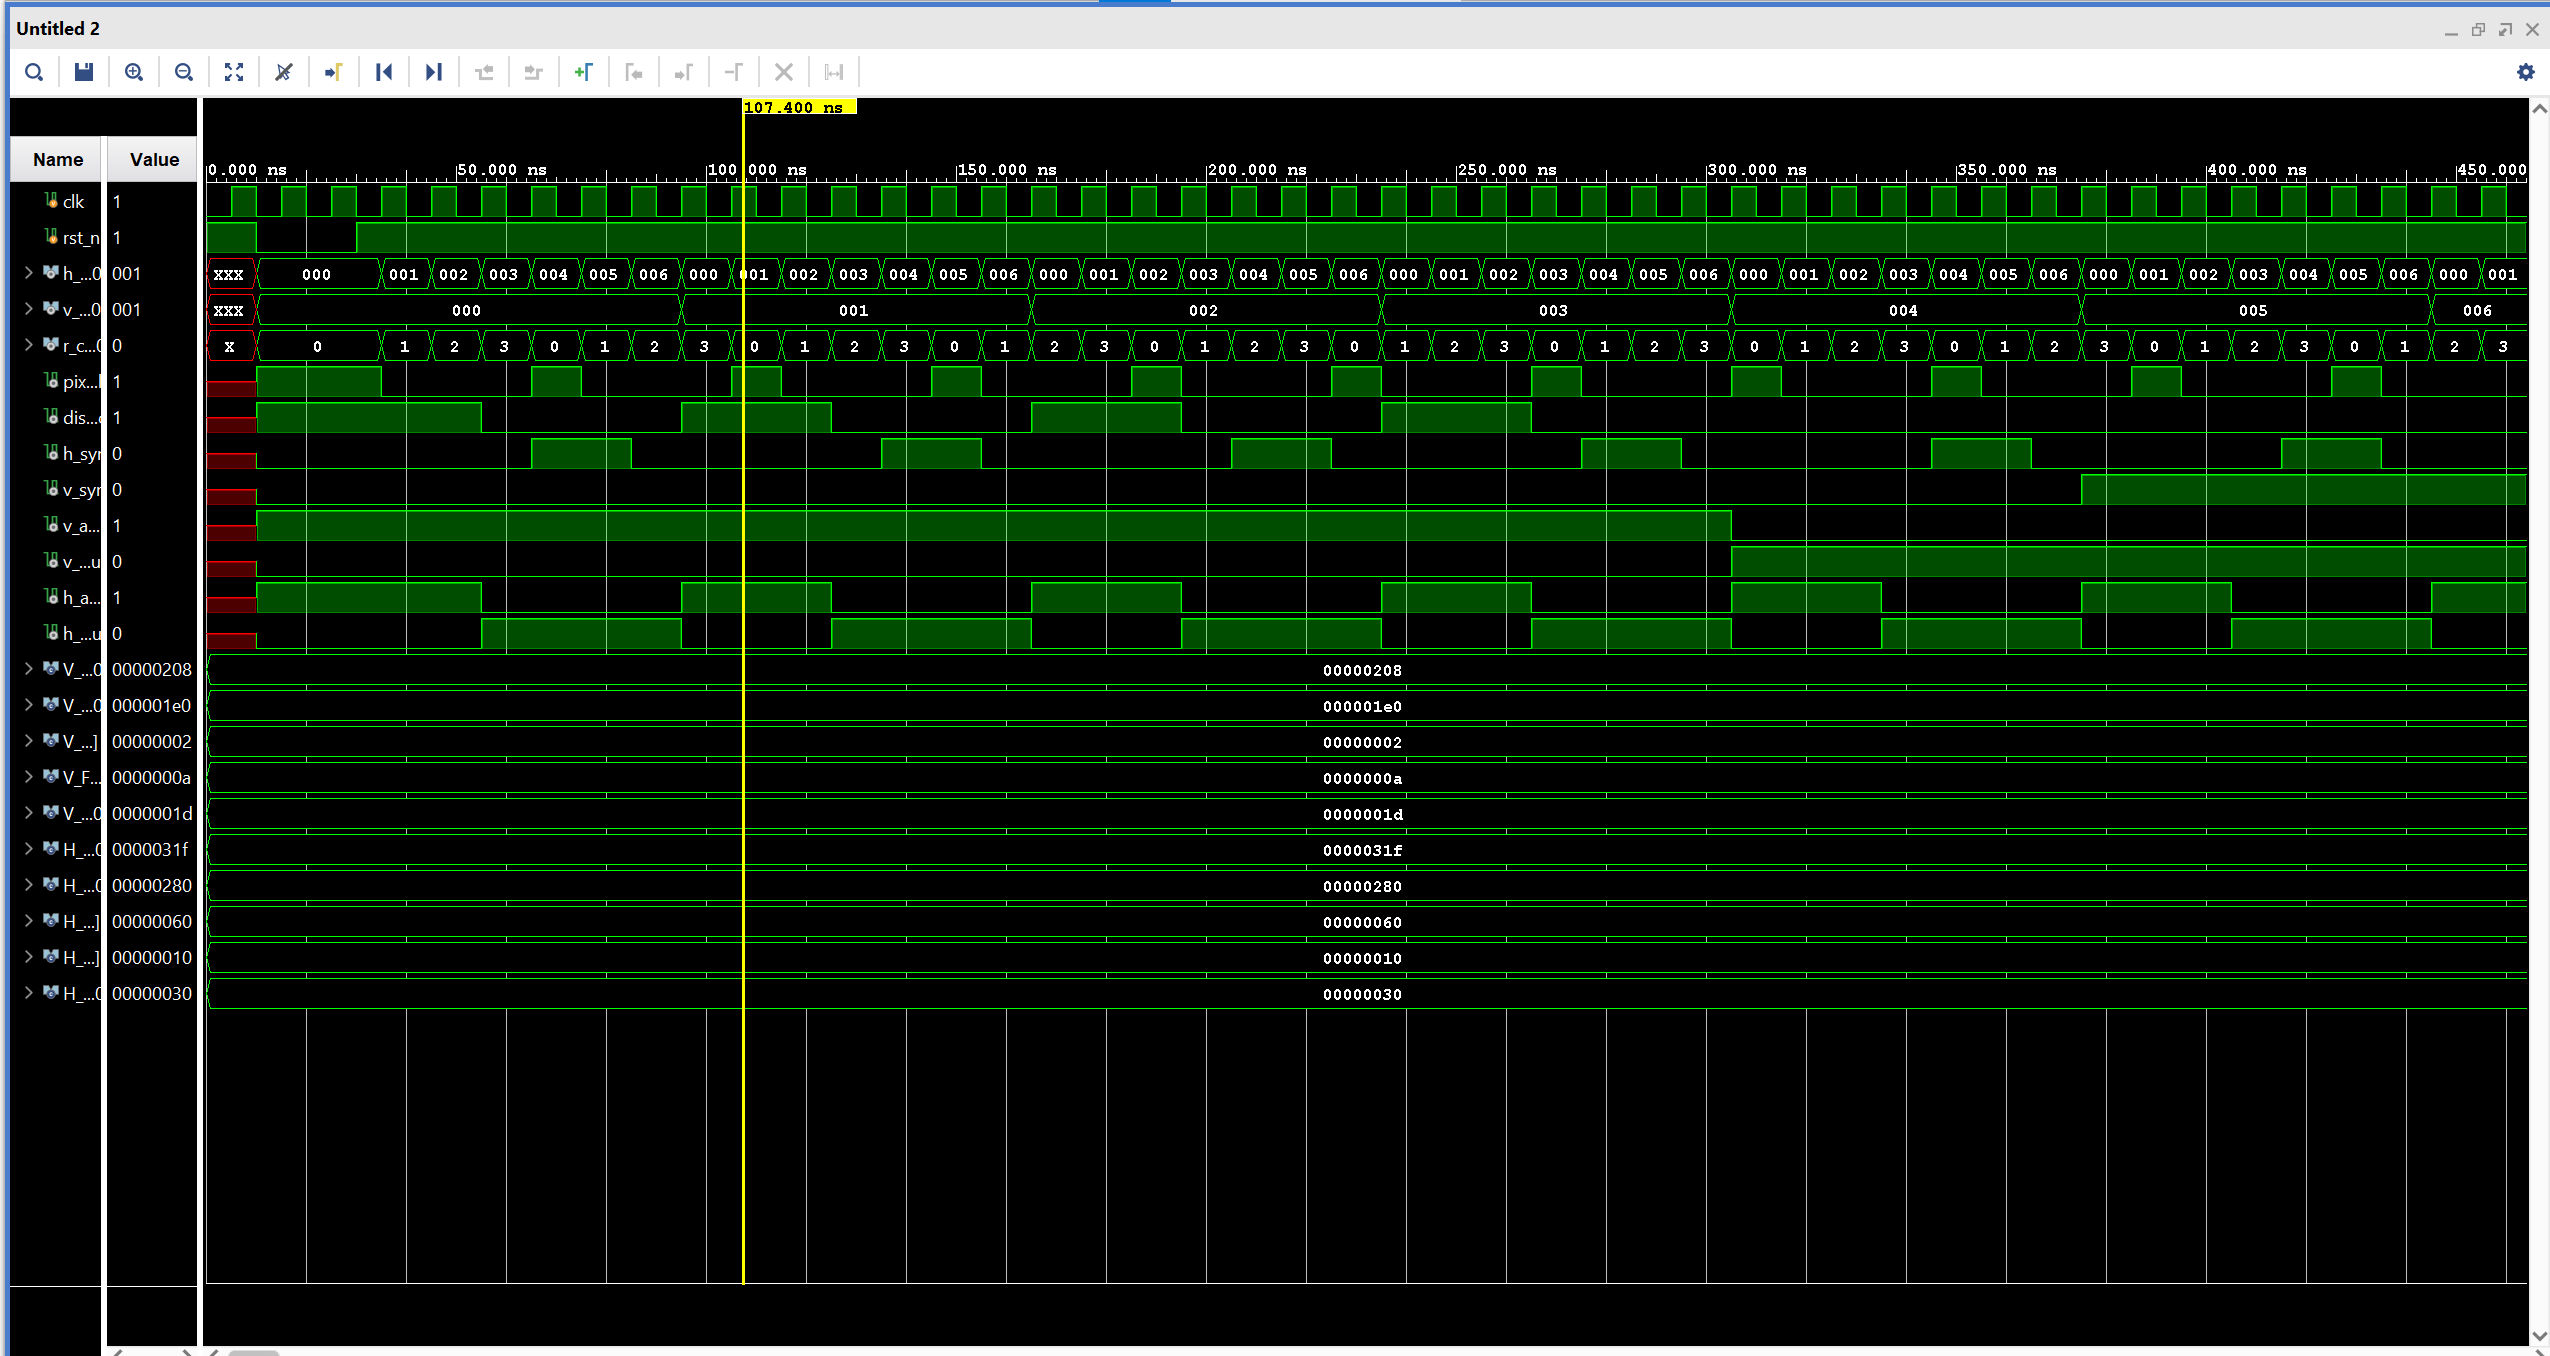 Untitled 2
107.400 ns
Name Value
0.000 ns 50.000 ns 100.000 ns 150.000 ns 200.000 ns 250.000 ns 300.000 ns 350.000 ns 400.000 ns 450.000
clk 1
rst_n 1
h_...0 001 XXX 000 001 002 003 004 005 006 000 001 002 003 004 005 006 000 001 002 003 004 005 006 000 001 002 003 004 005 006 000 001 002 003 004 005 006 000 001 002 003 004 005 006 000 001
v_...0 001 XXX 000 001 002 003 004 005 006
r_c...0 0 X 0 1 2 3 0 1 2 3 0 1 2 3 0 1 2 3 0 1 2 3 0 1 2 3 0 1 2 3 0 1 2 3 0 1 2 3 0 1 2 3 0 1 2 3
pix...l 1
dis...c 1
h_syr 0
v_syr 0
v_a... 1
v_...u 0
h_a... 1
h_...u 0
V_...0 00000208 00000208
V_...0 000001e0 000001e0
V_...] 00000002 00000002
V_F... 0000000a 0000000a
V_...0 0000001d 0000001d
H_...0 0000031f 0000031f
H_...0 00000280 00000280
H_...] 00000060 00000060
H_...] 00000010 00000010
H_...0 00000030 00000030